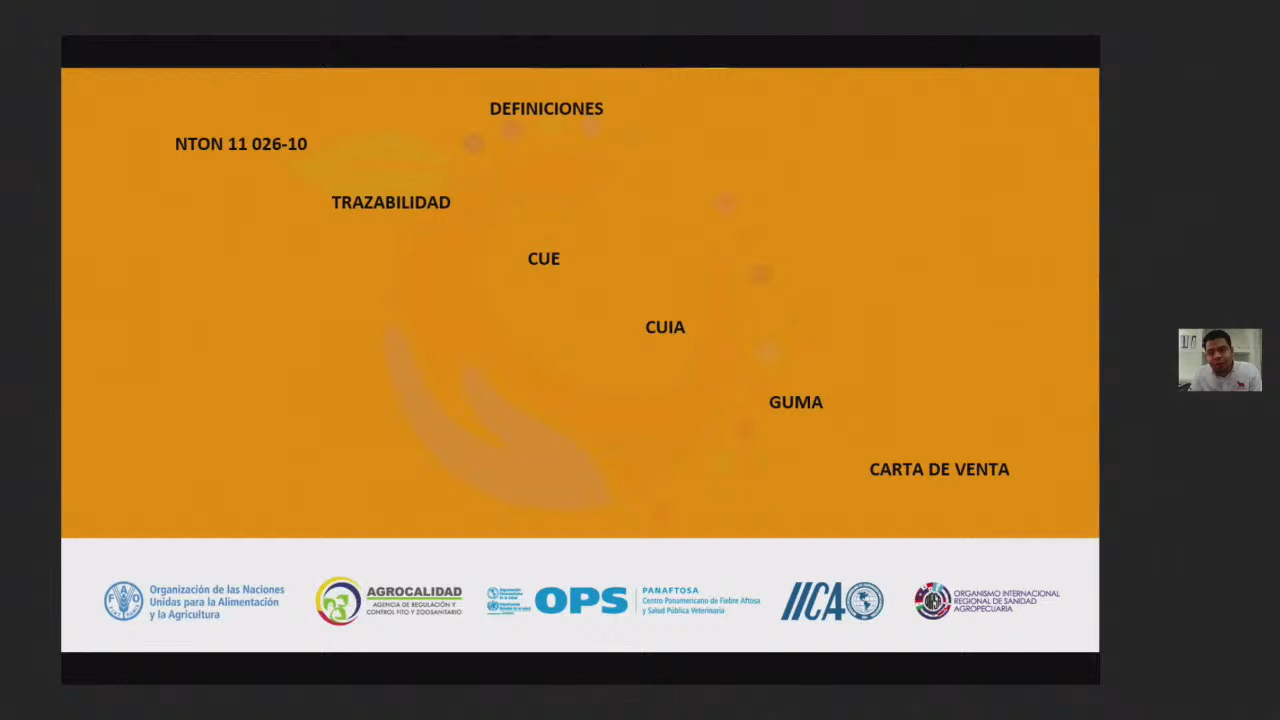 DEFINICIONES
NTON 11 026-10
TRAZABILIDAD
CUE
CUIA
GUMA
CARTA DE VENTA
FAO
Organización de las Naciones
Unidas para la Alimentación
y la Agricultura
AGROCALIDAD
AGENCIA DE REGULACIÓN Y
CONTROL FITO Y ZOOSANITARIO
OPS
PANAFTOSA
Centro Panamericano de Fiebre Aftosa
y Salud Pública Veterinaria
IICA
ORGANISMO INTERNACIONAL
REGIONAL DE SANIDAD
AGROPECUARIA